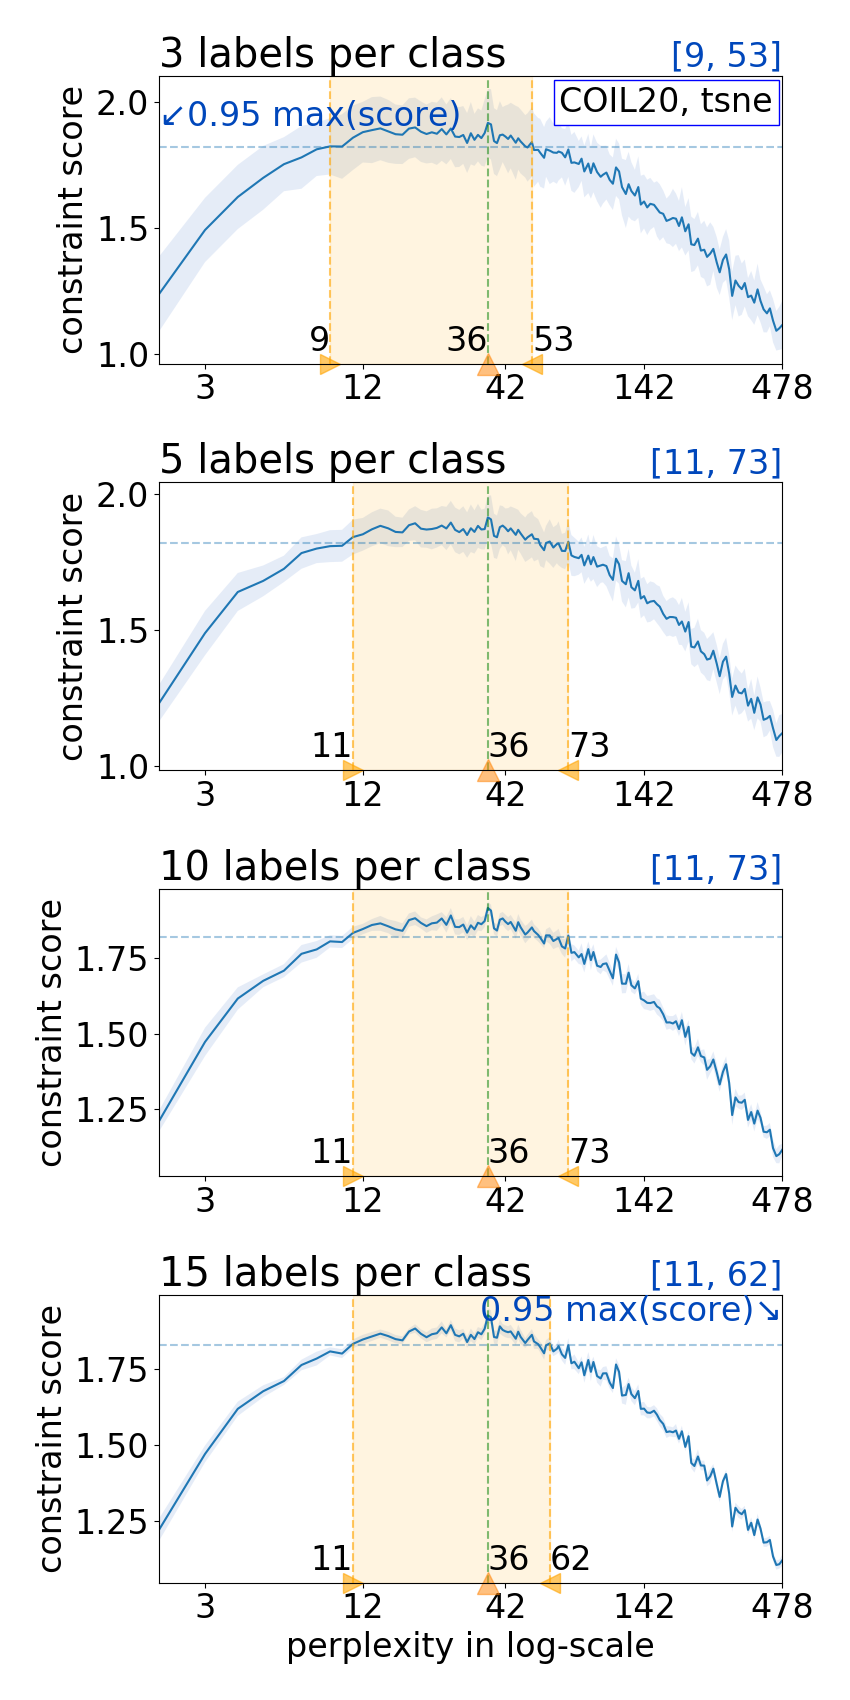 3 labels per class [9, 53]
COIL20, tsne
↙0.95 max(score)
constraint score
2.0
1.5
1.0
9 36 53
3 12 42 142 478
5 labels per class [11, 73]
constraint score
2.0
1.5
1.0
11 36 73
3 12 42 142 478
10 labels per class [11, 73]
constraint score
1.75
1.50
1.25
11 36 73
3 12 42 142 478
15 labels per class [11, 62]
0.95 max(score)↘
constraint score
1.75
1.50
1.25
11 36 62
3 12 42 142 478
perplexity in log-scale